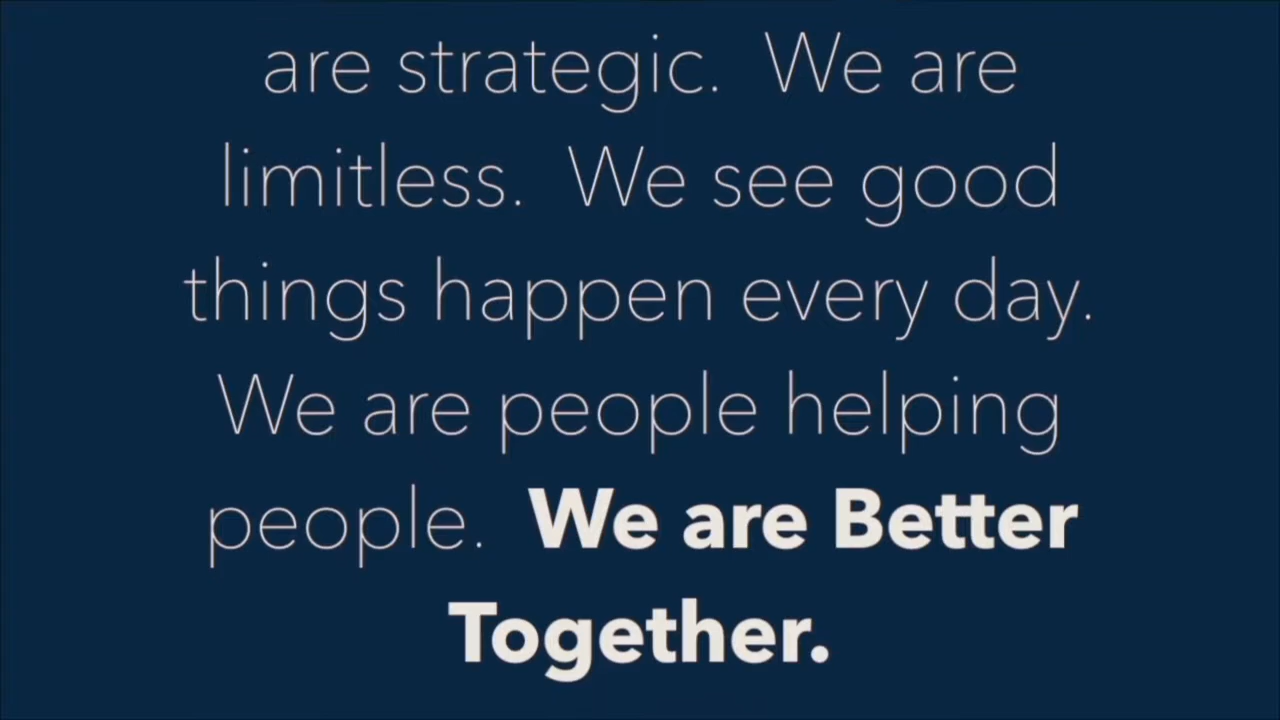 are strategic.  We are
limitless.  We see good
things happen every day.
We are people helping
people.  We are Better
Together.